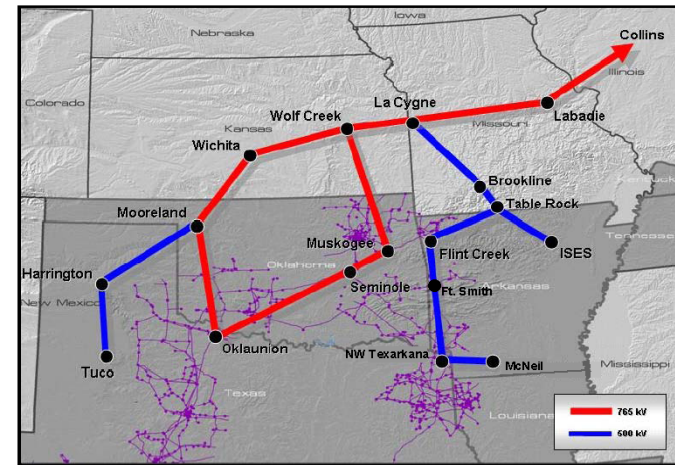 Iowa
Nebraska
Collins
Illinois
La Cygne
Colorado
Wolf Creek
Labadie
Kansas
Missouri
Wichita
Brookline
Mooreland
Table Rock
Muskogee
Tennessee
Flint Creek
ISES
Harrington
Oklahoma
Seminole
New Mexico
Ft. Smith
Arkansas
Oklaunion
NW Texarkana
McNeil
Tuco
Mississippi
Texas
Louisiana
765 kV
500 kV